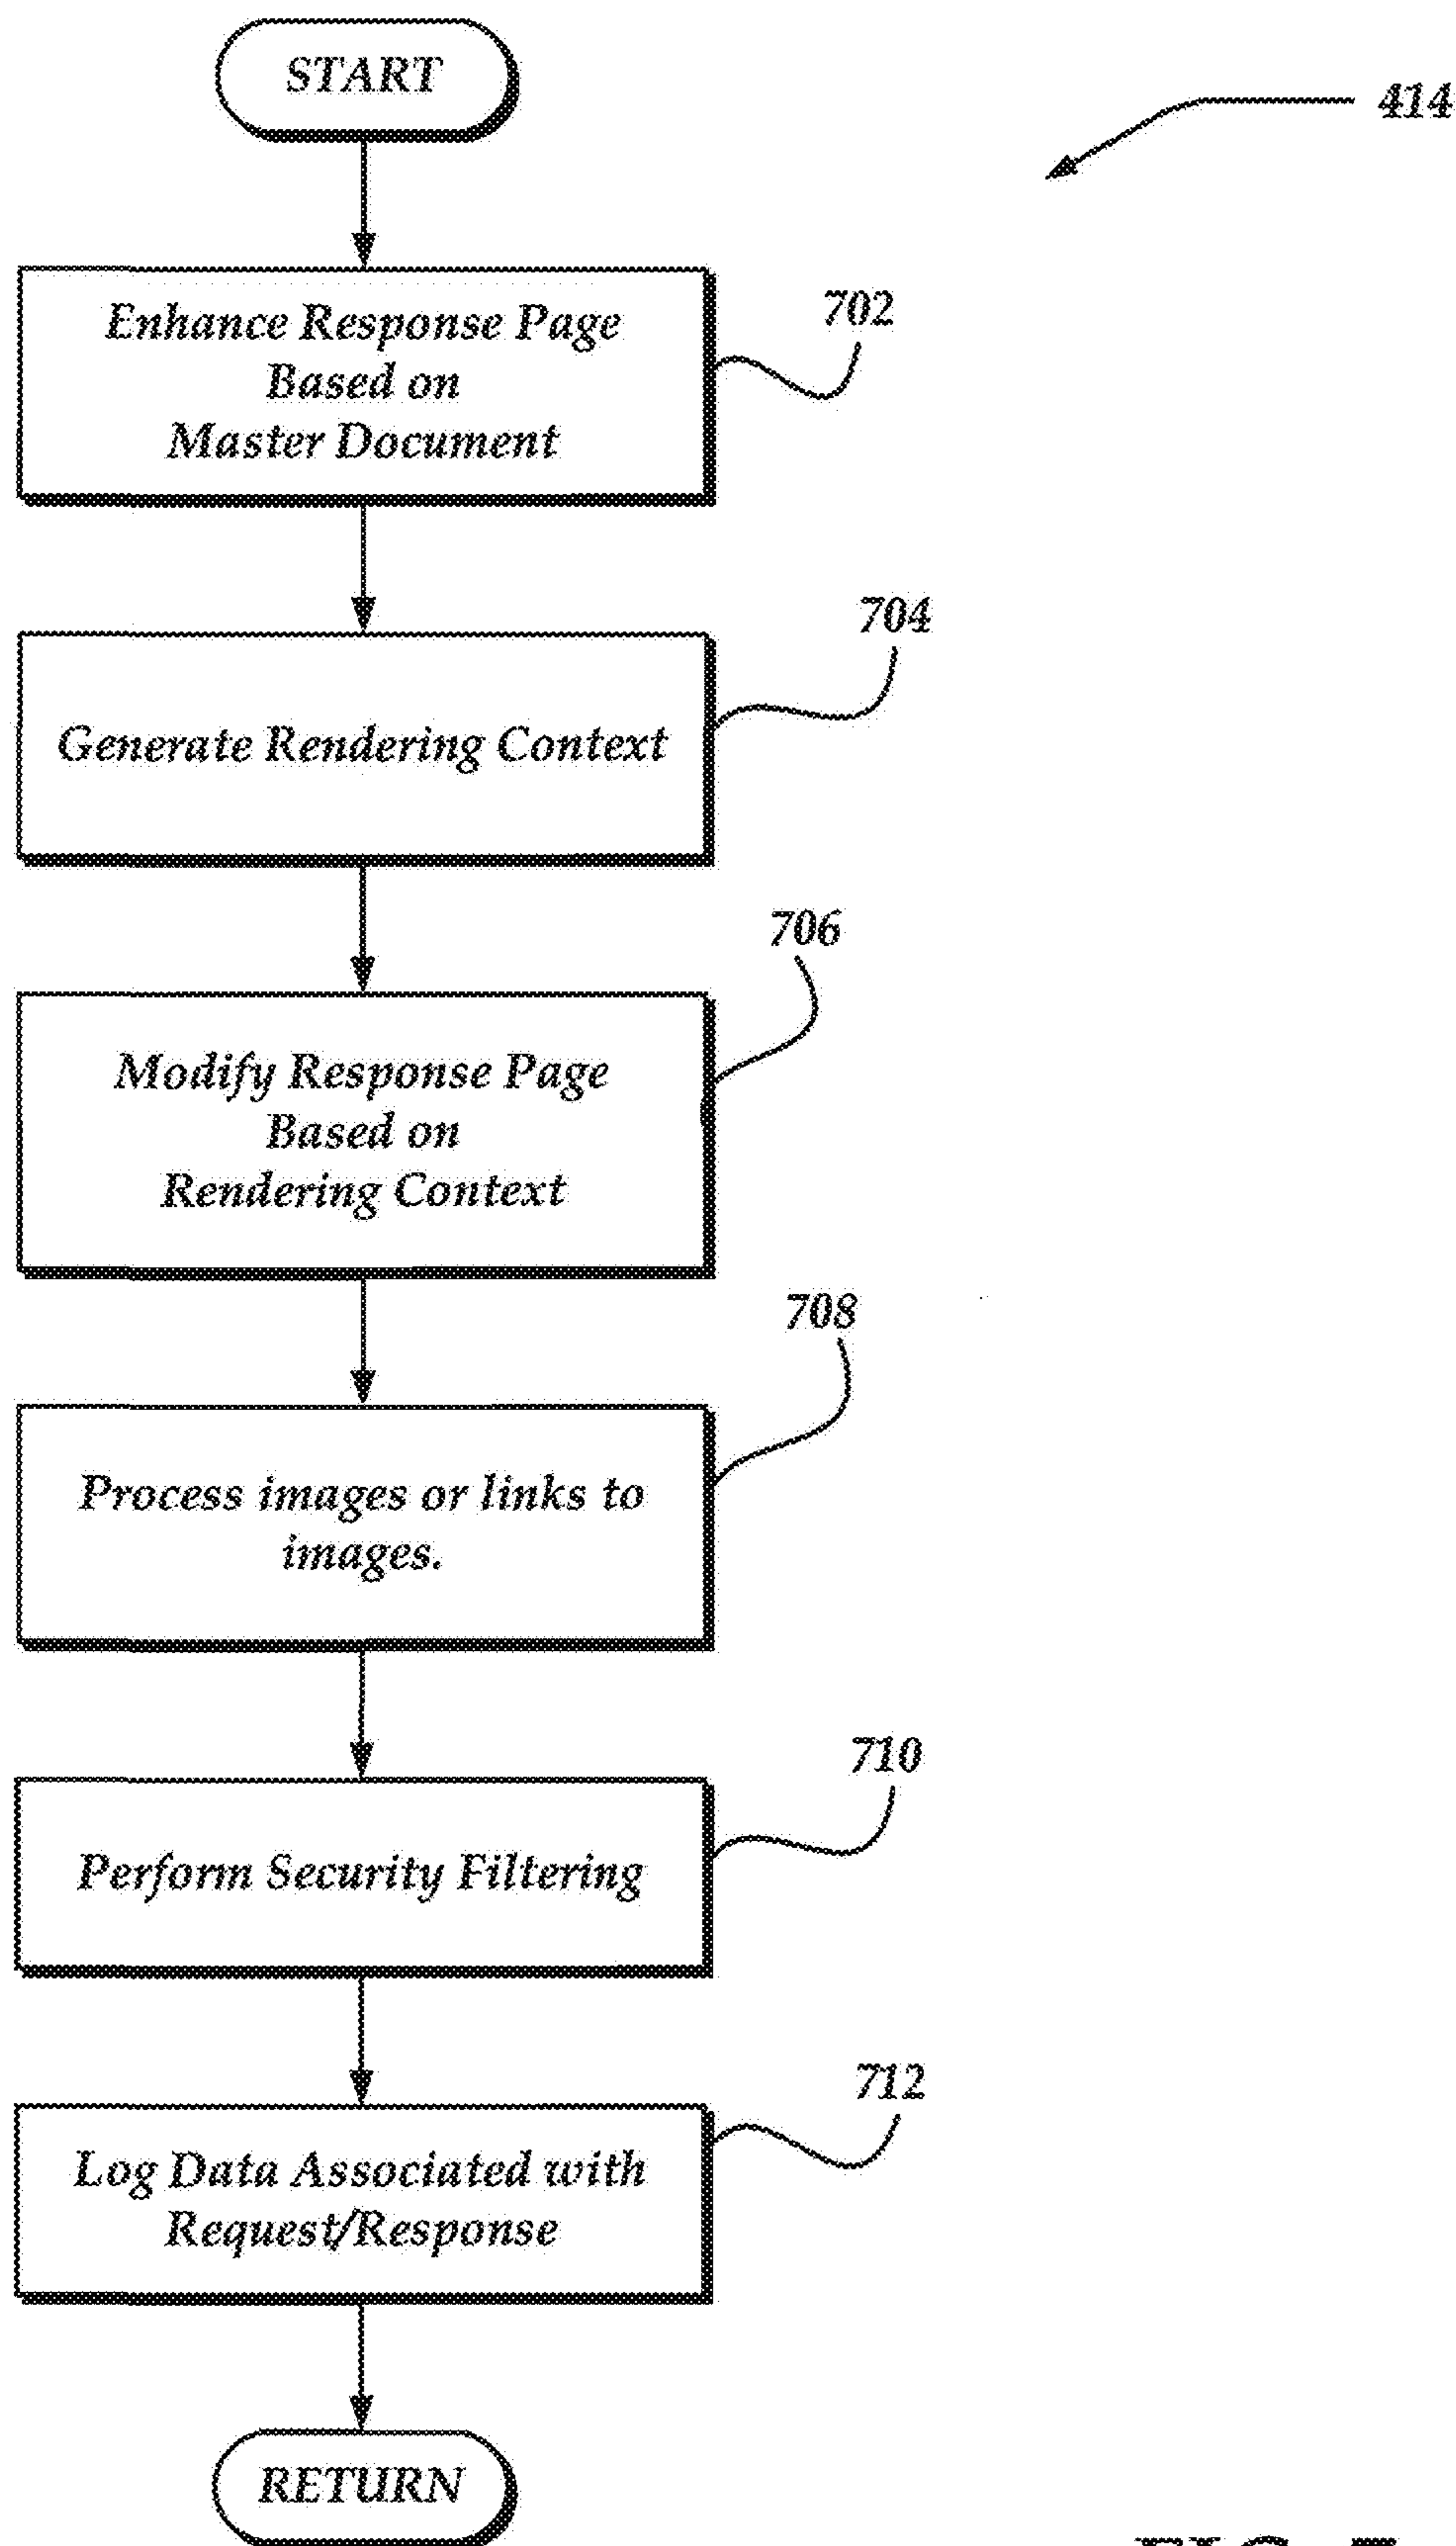 START
414
Enhance Response Page
Based on
Master Document
702
704
Generate Rendering Context
706
Modify Response Page
Based on
Rendering Context
708
Process images or links to
images.
710
Perform Security Filtering
712
Log Data Associated with
Request/Response
RETURN